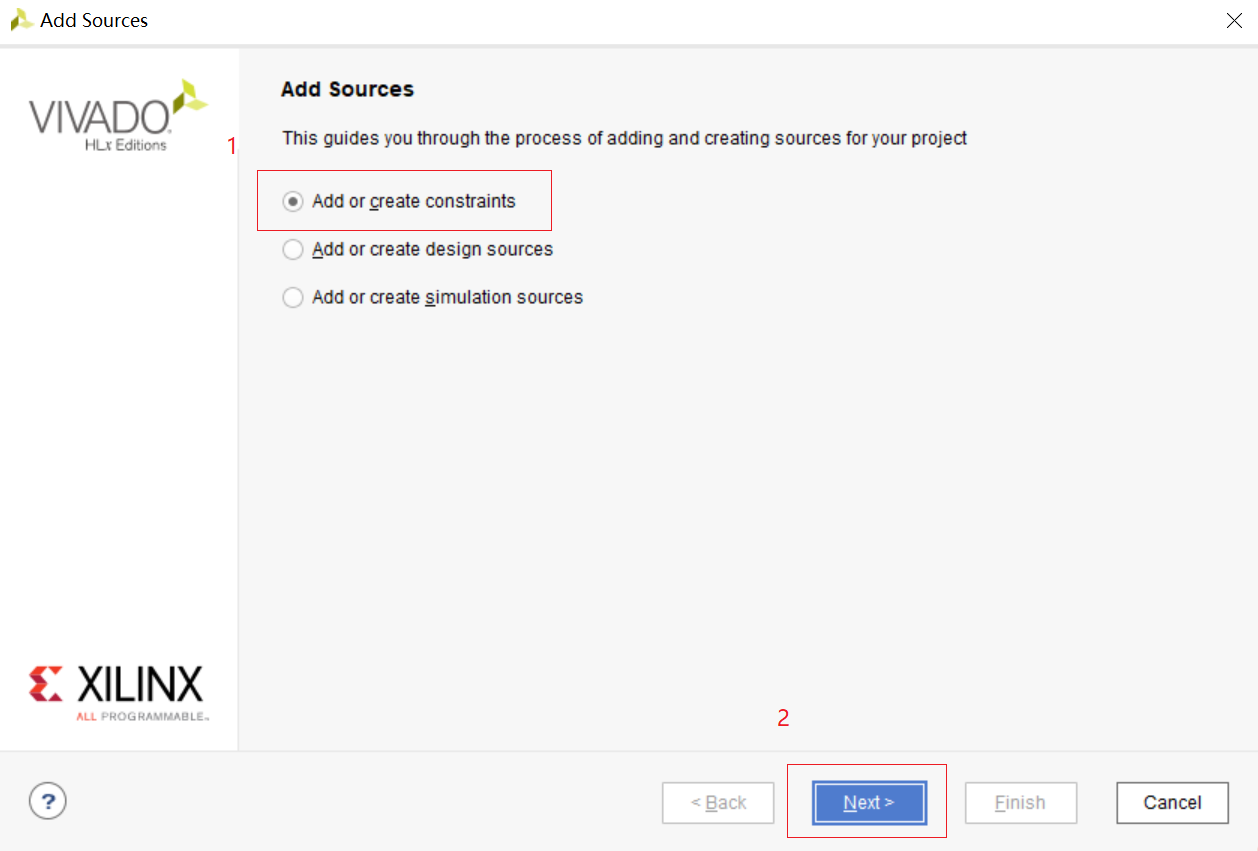 Add Sources
VIVADO
HLx Editions
Add Sources
This guides you through the process of adding and creating sources for your project
1
Add or create constraints
Add or create design sources
Add or create simulation sources
XILINX
ALL PROGRAMMABLE™
2
?
< Back
Next >
Finish
Cancel